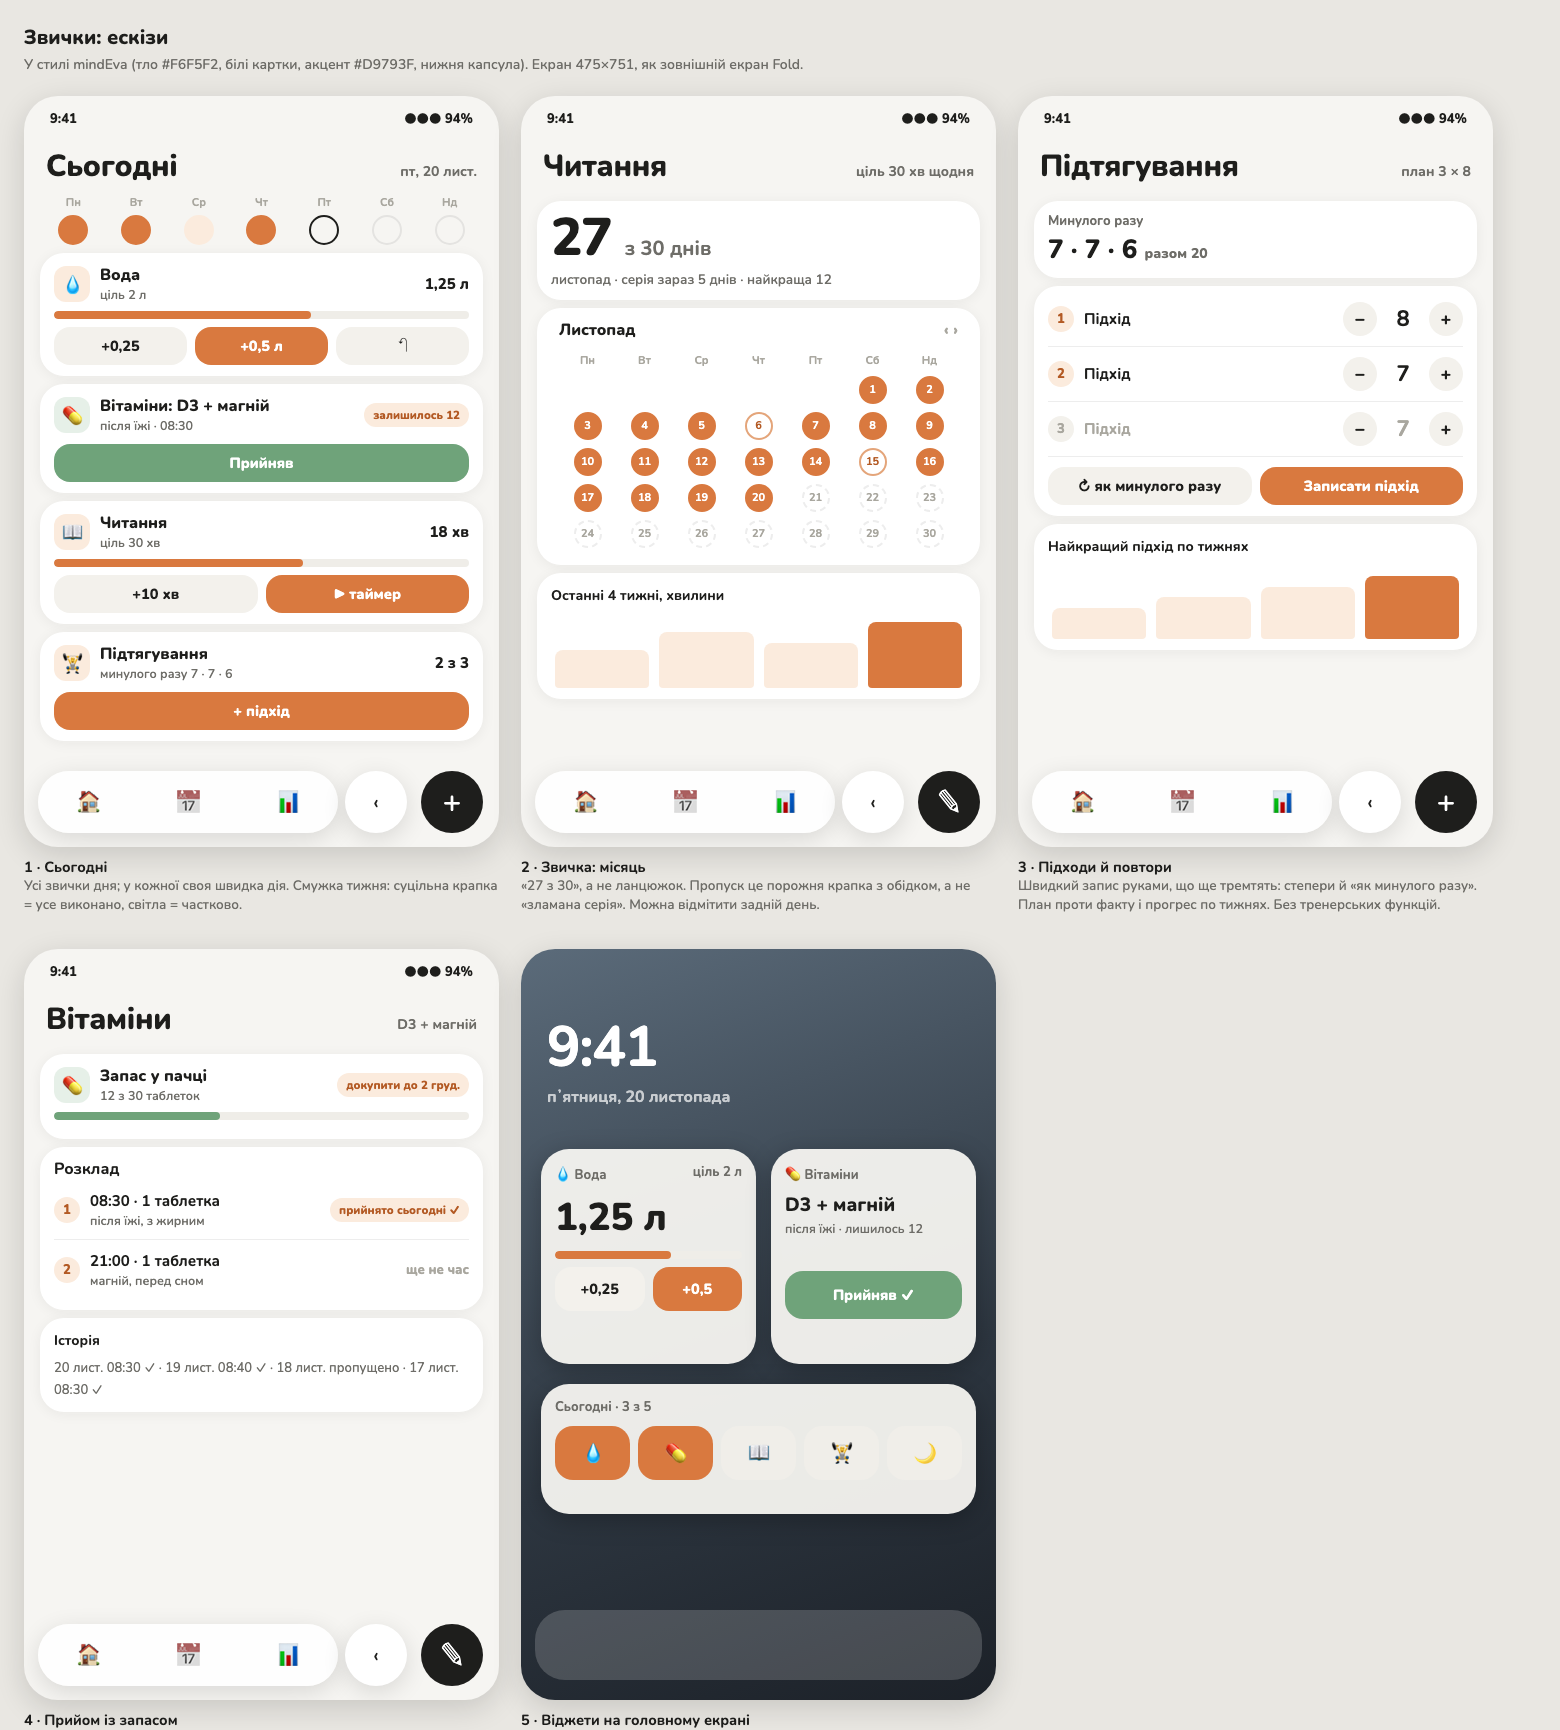 Звички: ескізи
У стилі mindEva (тло #F6F5F2, білі картки, акцент #D9793F, нижня капсула). Екран 475×751, як зовнішній екран Fold.
9:41 94%
Сьогодні пт, 20 лист.
Пн Вт Ср Чт Пт Сб Нд
💧 Вода 1,25 л
ціль 2 л
+0,25 +0,5 л
💊 Вітаміни: D3 + магній залишилось 12
після їжі · 08:30
Прийняв
📖 Читання 18 хв
ціль 30 хв
+10 хв ▶ таймер
Підтягування 2 з 3
минулого разу 7 · 7 · 6
+ підхід
17 ‹ +
1 · Сьогодні
Усі звички дня; у кожної своя швидка дія. Смужка тижня: суцільна крапка
= усе виконано, світла = частково.
9:41 94%
Читання ціль 30 хв щодня
27 з 30 днів
листопад · серія зараз 5 днів · найкраща 12
Листопад ‹ ›
Пн Вт Ср Чт Пт Сб Нд
1 2
3 4 5 6 7 8 9
10 11 12 13 14 15 16
17 18 19 20 21 22 23
24 25 26 27 28 29 30
Останні 4 тижні, хвилини
17 ‹ ✎
2 · Звичка: місяць
«27 з 30», а не ланцюжок. Пропуск це порожня крапка з обідком, а не
«зламана серія». Можна відмітити задній день.
9:41 94%
Підтягування план 3 × 8
Минулого разу
7 · 7 · 6 разом 20
1 Підхід − 8 +
2 Підхід − 7 +
3 Підхід − 7 +
↻ як минулого разу Записати підхід
Найкращий підхід по тижнях
17 ‹ +
3 · Підходи й повтори
Швидкий запис руками, що ще тремтять: степери й «як минулого разу».
План проти факту і прогрес по тижнях. Без тренерських функцій.
9:41 94%
Вітаміни D3 + магній
Запас у пачці докупити до 2 груд.
12 з 30 таблеток
Розклад
1 08:30 · 1 таблетка прийнято сьогодні ✓
після їжі, з жирним
2 21:00 · 1 таблетка ще не час
магній, перед сном
Історія
20 лист. 08:30 ✓ · 19 лист. 08:40 ✓ · 18 лист. пропущено · 17 лист.
08:30 ✓
17 ‹ ✎
4 · Прийом із запасом
9:41
пʼятниця, 20 листопада
💧 Вода ціль 2 л
1,25 л
+0,25 +0,5
💊 Вітаміни
D3 + магній
після їжі · лишилось 12
Прийняв ✓
Сьогодні · 3 з 5
5 · Віджети на головному екрані